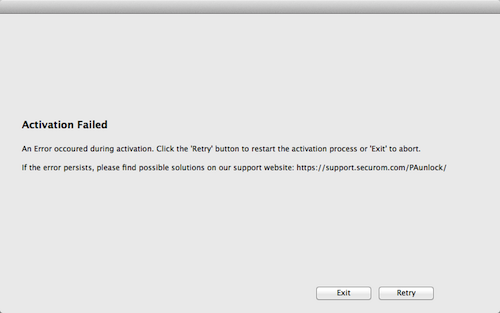 Activation Failed
An Error occoured during activation. Click the 'Retry' button to restart the activation process or 'Exit' to abort.
If the error persists, please find possible solutions on our support website: https://support.securom.com/PAunlock/
Exit Retry